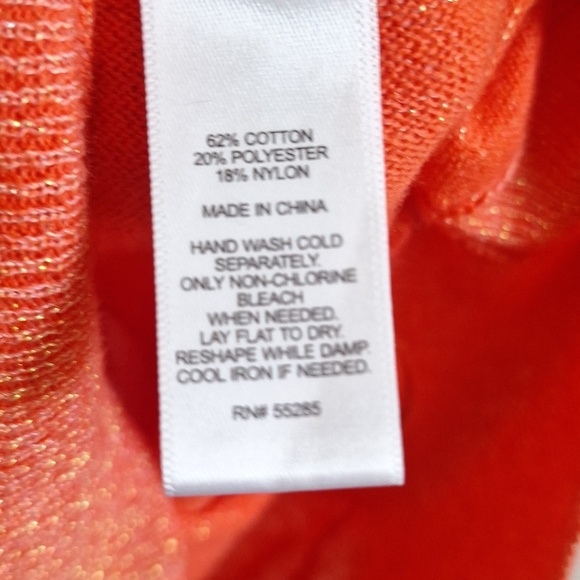 62% COTTON
20% POLYESTER
18% NYLON
MADE IN CHINA
HAND WASH COLD
SEPARATELY.
ONLY NON-CHLORINE
BLEACH
WHEN NEEDED.
LAY FLAT TO DRY.
RESHAPE WHILE DAMP.
COOL IRON IF NEEDED.
RN# 55285